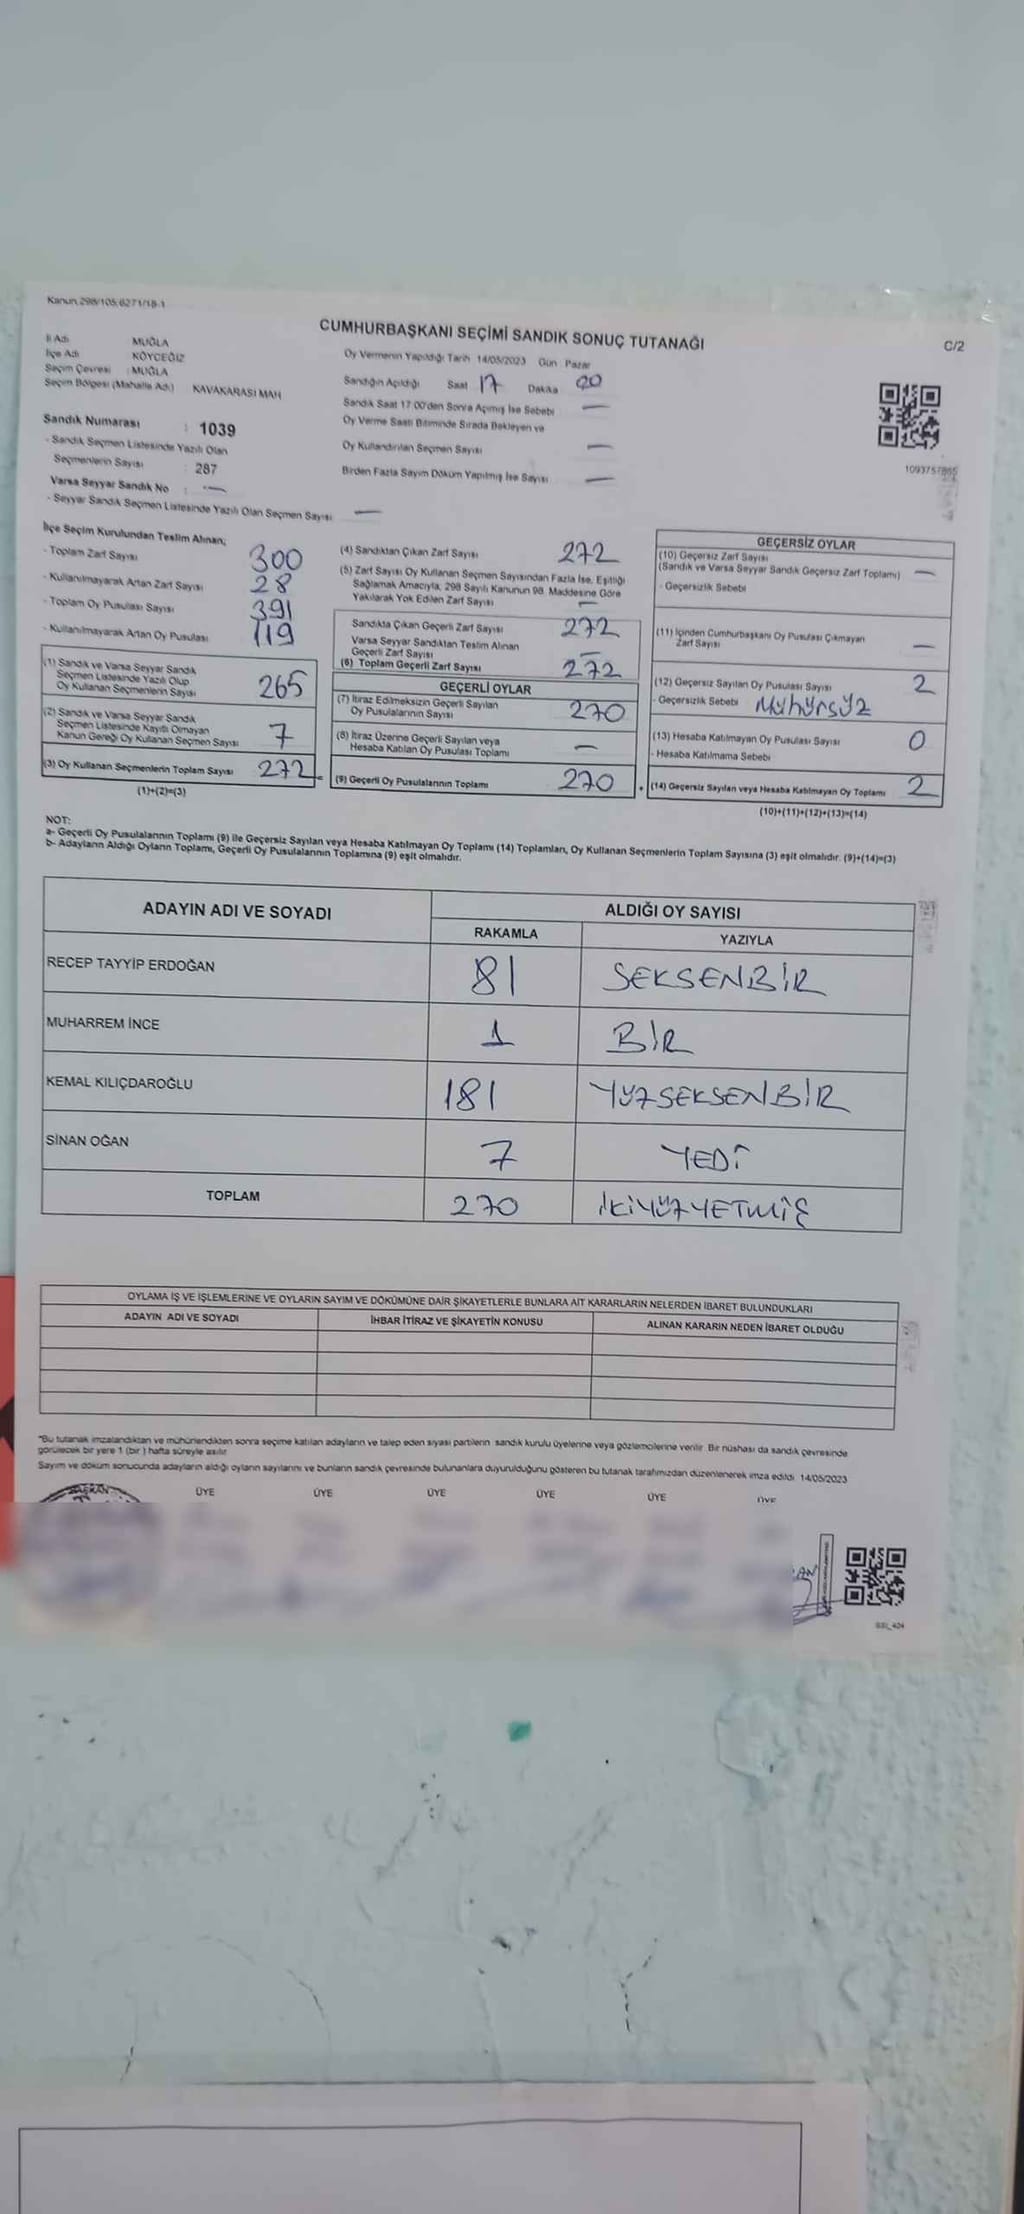 Kanun:298/105;6271/18-1
CUMHURBAŞKANI SEÇİMİ SANDIK SONUÇ TUTANAĞI
C/2
İl Adı MUĞLA
İlçe Adı KÖYCEĞİZ
Seçim Çevresi : MUĞLA
Seçim Bölgesi (Mahalle Adı) KAVAKARASI MAH
Sandık Numarası : 1039
- Sandık Seçmen Listesinde Yazılı Olan
Seçmenlerin Sayısı 287
Varsa Seyyar Sandık No : —
- Seyyar Sandık Seçmen Listesinde Yazılı Olan Seçmen Sayısı —
Oy Vermenin Yapıldığı Tarih 14/05/2023 Gün Pazar
Sandığın Açıldığı Saat 17 Dakika
Sandık Saat 17:00'den Sonra Açılmış İse Sebebi —
Oy Verme Saati Bitiminde Sırada Bekleyen ve
Oy Kullandırılan Seçmen Sayısı —
Birden Fazla Sayım Döküm Yapılmış İse Sayısı —
İlçe Seçim Kurulundan Teslim Alınan;
- Toplam Zarf Sayısı 300
- Kullanılmayarak Artan Zarf Sayısı 28
- Toplam Oy Pusulası Sayısı 391
- Kullanılmayarak Artan Oy Pusulası 119
(1) Sandık ve Varsa Seyyar Sandık
Seçmen Listesinde Yazılı Olup
Oy Kullanan Seçmenlerin Sayısı 265
(2) Sandık ve Varsa Seyyar Sandık
Seçmen Listesinde Kayıtlı Olmayan
Kanun Gereği Oy Kullanan Seçmen Sayısı 7
(3) Oy Kullanan Seçmenlerin Toplam Sayısı 272 =
(1)+(2)=(3)
(4) Sandıktan Çıkan Zarf Sayısı 272
(5) Zarf Sayısı Oy Kullanan Seçmen Sayısından Fazla İse, Eşitliği
Sağlamak Amacıyla, 298 Sayılı Kanunun 98. Maddesine Göre
Yakılarak Yok Edilen Zarf Sayısı —
Sandıkta Çıkan Geçerli Zarf Sayısı 272
Varsa Seyyar Sandıktan Teslim Alınan
Geçerli Zarf Sayısı —
(6) Toplam Geçerli Zarf Sayısı 272
GEÇERLİ OYLAR
(7) İtiraz Edilmeksizin Geçerli Sayılan
Oy Pusulalarının Sayısı 270
(8) İtiraz Üzerine Geçerli Sayılan veya
Hesaba Katılan Oy Pusulası Toplamı —
(9) Geçerli Oy Pusulalarının Toplamı 270 +
GEÇERSİZ OYLAR
(10) Geçersiz Zarf Sayısı
(Sandık ve Varsa Seyyar Sandık Geçersiz Zarf Toplamı) —
- Geçersizlik Sebebi
(11) İçinden Cumhurbaşkanı Oy Pusulası Çıkmayan
Zarf Sayısı —
(12) Geçersiz Sayılan Oy Pusulası Sayısı 2
- Geçersizlik Sebebi Mühürsüz
(13) Hesaba Katılmayan Oy Pusulası Sayısı 0
- Hesaba Katılmama Sebebi
(14) Geçersiz Sayılan veya Hesaba Katılmayan Oy Toplamı 2
(10)+(11)+(12)+(13)=(14)
NOT:
a- Geçerli Oy Pusulalarının Toplamı (9) ile Geçersiz Sayılan veya Hesaba Katılmayan Oy Toplamı (14) Toplamları, Oy Kullanan Seçmenlerin Toplam Sayısına (3) eşit olmalıdır. (9)+(14)=(3)
b- Adayların Aldığı Oyların Toplamı, Geçerli Oy Pusulalarının Toplamına (9) eşit olmalıdır.
ADAYIN ADI VE SOYADI ALDIĞI OY SAYISI
RAKAMLA YAZIYLA
RECEP TAYYİP ERDOĞAN 81 SEKSENBİR
MUHARREM İNCE 1 BİR
KEMAL KILIÇDAROĞLU 181 YÜZSEKSENBİR
SİNAN OĞAN 7 YEDİ
TOPLAM 270 İKİYÜZYETMİŞ
OYLAMA İŞ VE İŞLEMLERİNE VE OYLARIN SAYIM VE DÖKÜMÜNE DAİR ŞİKAYETLERLE BUNLARA AİT KARARLARIN NELERDEN İBARET BULUNDUKLARI
ADAYIN ADI VE SOYADI İHBAR İTİRAZ VE ŞİKAYETİN KONUSU ALINAN KARARIN NEDEN İBARET OLDUĞU
"Bu tutanak imzalandıktan ve mühürlendikten sonra seçime katılan adayların ve talep eden siyasi partilerin sandık kurulu üyelerine veya gözlemcilerine verilir. Bir nüshası da sandık çevresinde
görülecek bir yere 1 (bir ) hafta süreyle asılır
Sayım ve döküm sonucunda adayların aldığı oyların sayılarını ve bunların sandık çevresinde bulunanlara duyurulduğunu gösteren bu tutanak tarafımızdan düzenlenerek imza edildi 14/05/2023
BAŞKAN ÜYE ÜYE ÜYE ÜYE ÜYE ÜYE